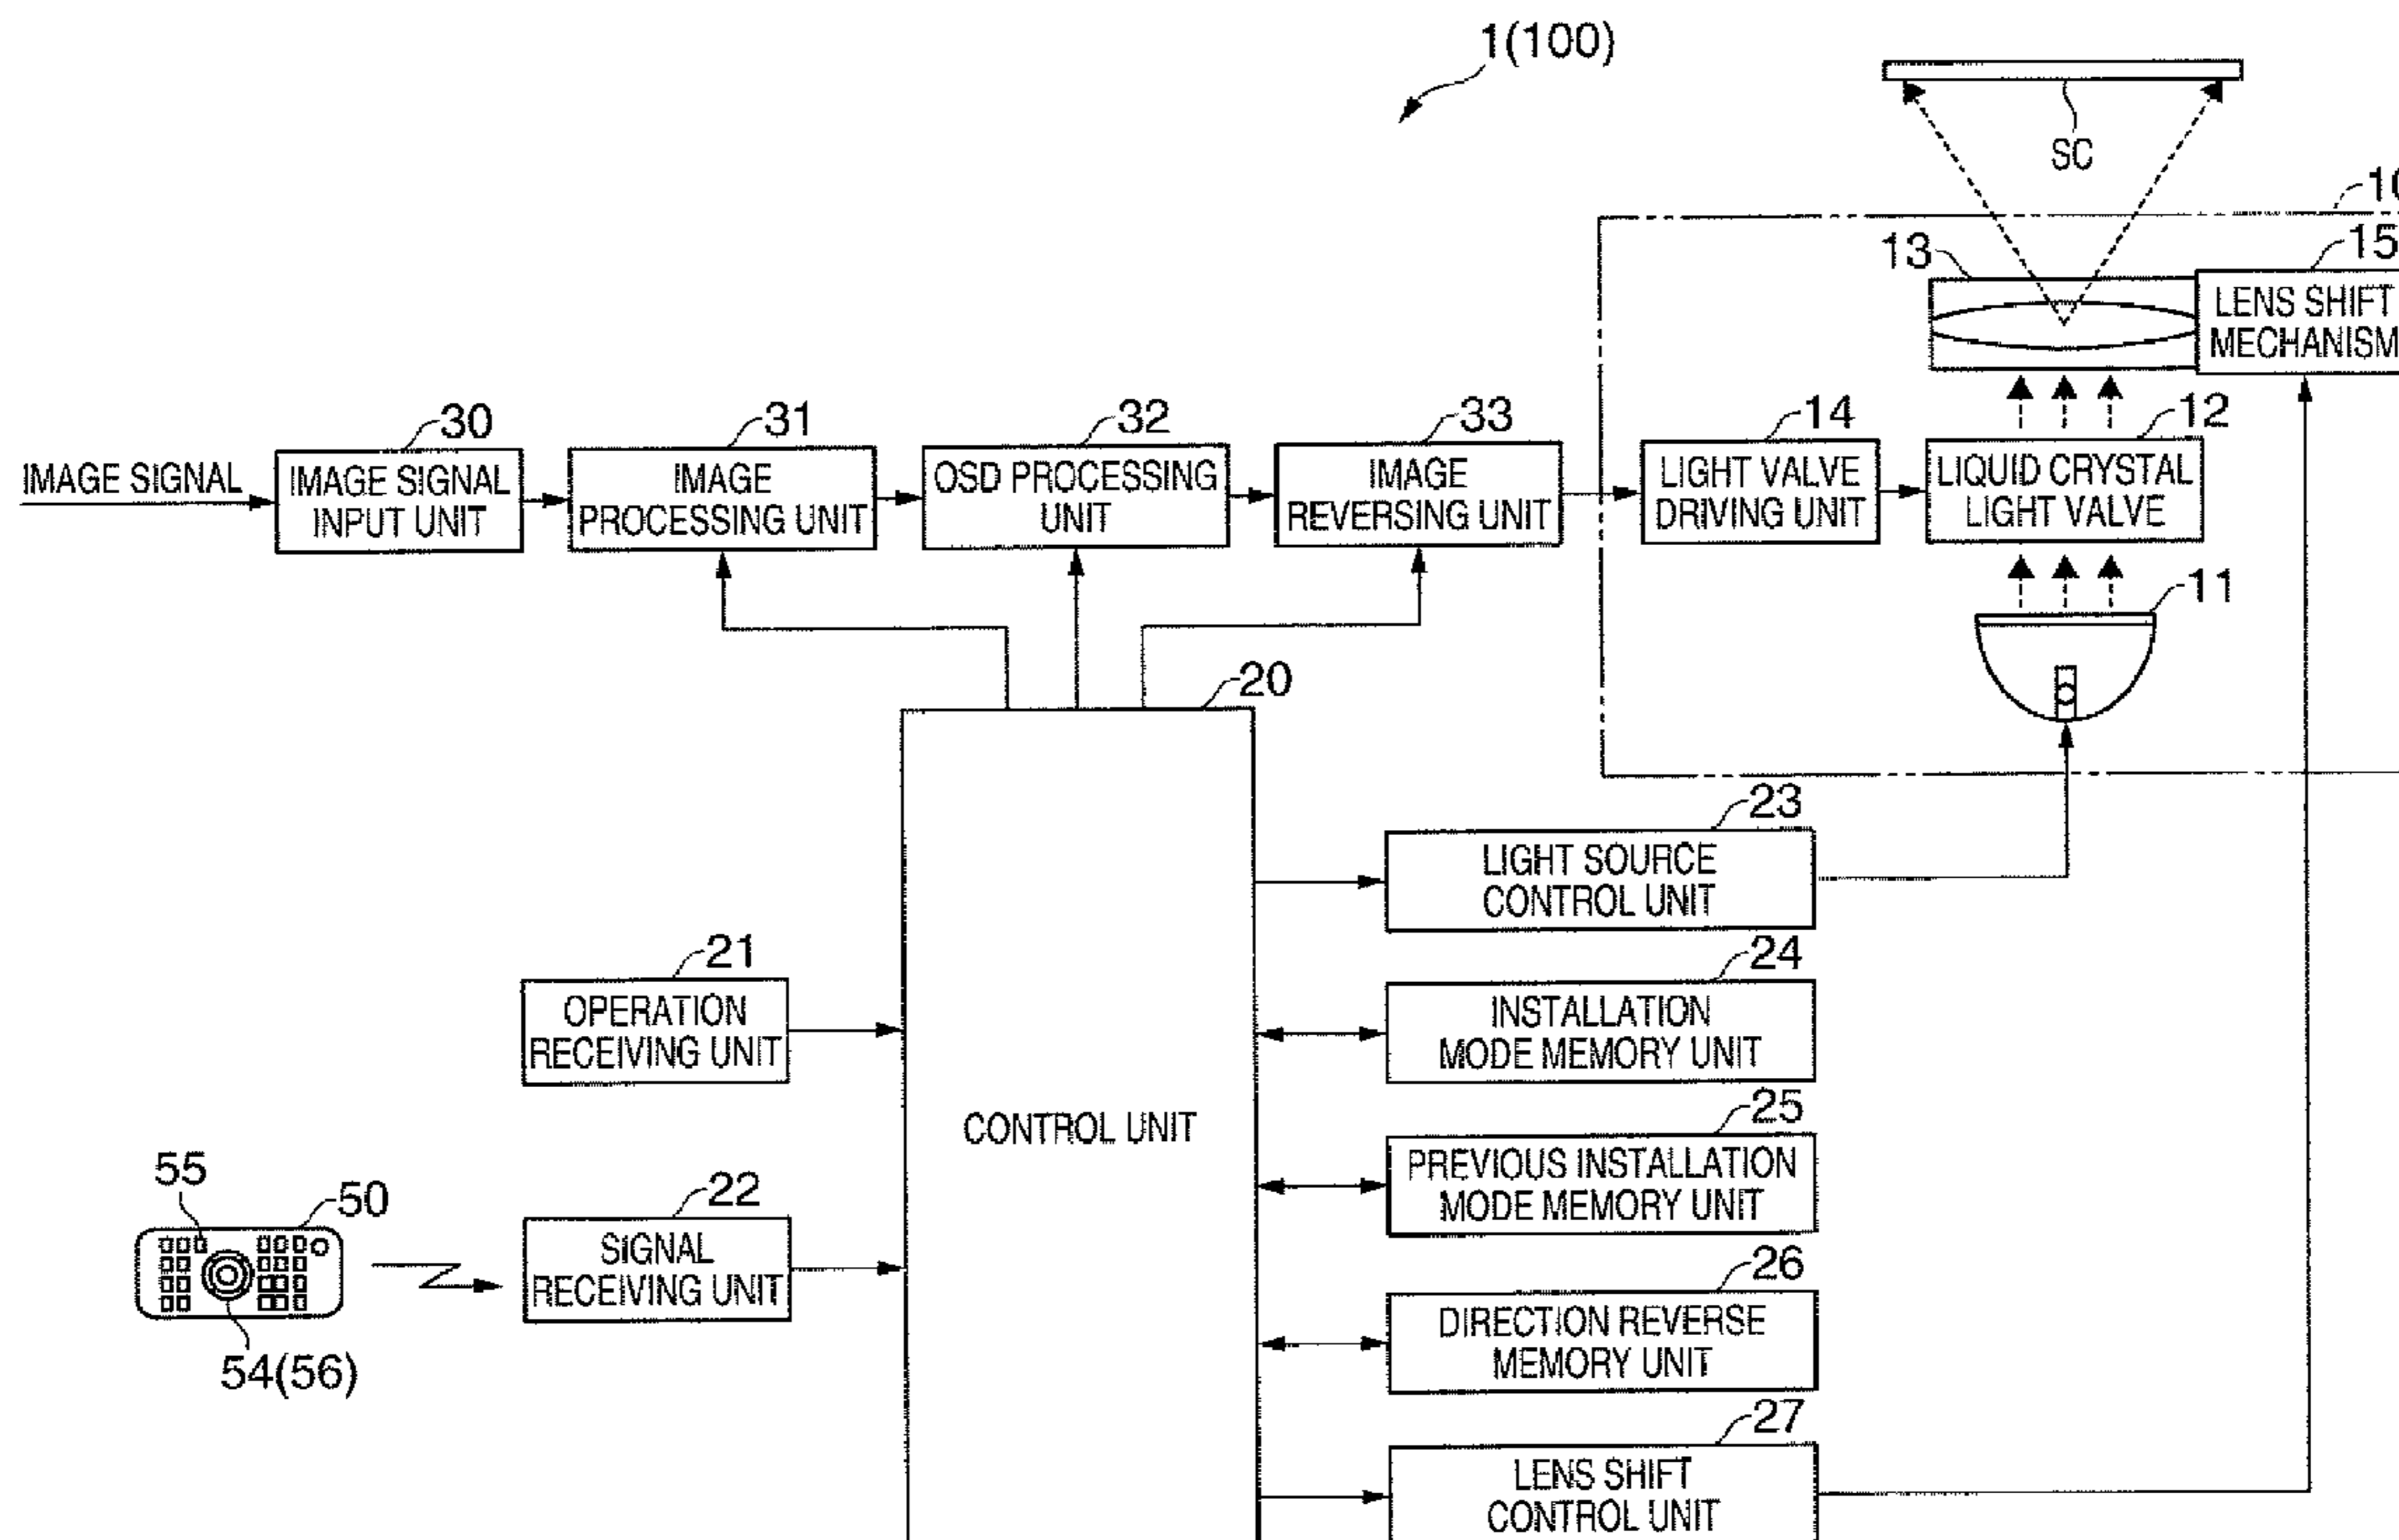 1(100)
SC
10
13
15
LENS SHIFT
MECHANISM
30
31
32
33
14
12
IMAGE SIGNAL
IMAGE SIGNAL
INPUT UNIT
IMAGE
PROCESSING UNIT
OSD PROCESSING
UNIT
IMAGE
REVERSING UNIT
LIGHT VALVE
DRIVING UNIT
LIQUID CRYSTAL
LIGHT VALVE
11
20
CONTROL UNIT
23
LIGHT SOURCE
CONTROL UNIT
21
OPERATION
RECEIVING UNIT
24
INSTALLATION
MODE MEMORY UNIT
25
PREVIOUS INSTALLATION
MODE MEMORY UNIT
55
50
22
SIGNAL
RECEIVING UNIT
54(56)
26
DIRECTION REVERSE
MEMORY UNIT
27
LENS SHIFT
CONTROL UNIT